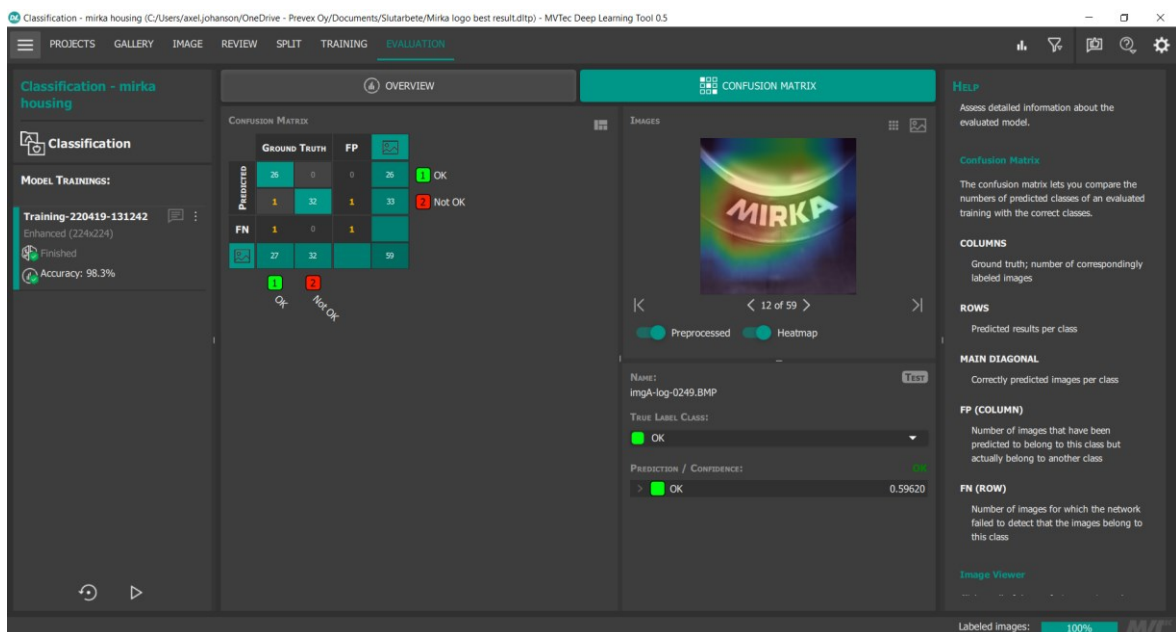 Classification - mirka housing (C:/Users/axel.johanson/OneDrive - Prevex Oy/Documents/Slutarbete/Mirka logo best result.dltp) - MVTec Deep Learning Tool 0.5
PROJECTS GALLERY IMAGE REVIEW SPLIT TRAINING EVALUATION
Classification - mirka
housing
Classification
MODEL TRAININGS:
Training-220419-131242
Enhanced (224x224)
Finished
Accuracy: 98.3%
OVERVIEW
CONFUSION MATRIX
CONFUSION MATRIX
GROUND TRUTH FP
PREDICTED
26 0 0 26 1 OK
1 32 1 33 2 Not OK
FN 1 0 1
27 32 59
1 2
OK Not OK
IMAGES
MIRKA
12 of 59
Preprocessed Heatmap
NAME: TEST
imgA-log-0249.BMP
TRUE LABEL CLASS:
OK
PREDICTION / CONFIDENCE: OK
OK 0.59620
HELP
Assess detailed information about the
evaluated model.
Confusion Matrix
The confusion matrix lets you compare the
numbers of predicted classes of an evaluated
training with the correct classes.
COLUMNS
Ground truth; number of correspondingly
labeled images
ROWS
Predicted results per class
MAIN DIAGONAL
Correctly predicted images per class
FP (COLUMN)
Number of images that have been
predicted to belong to this class but
actually belong to another class
FN (ROW)
Number of images for which the network
failed to detect that the images belong to
this class
Image Viewer
Labeled images: 100%